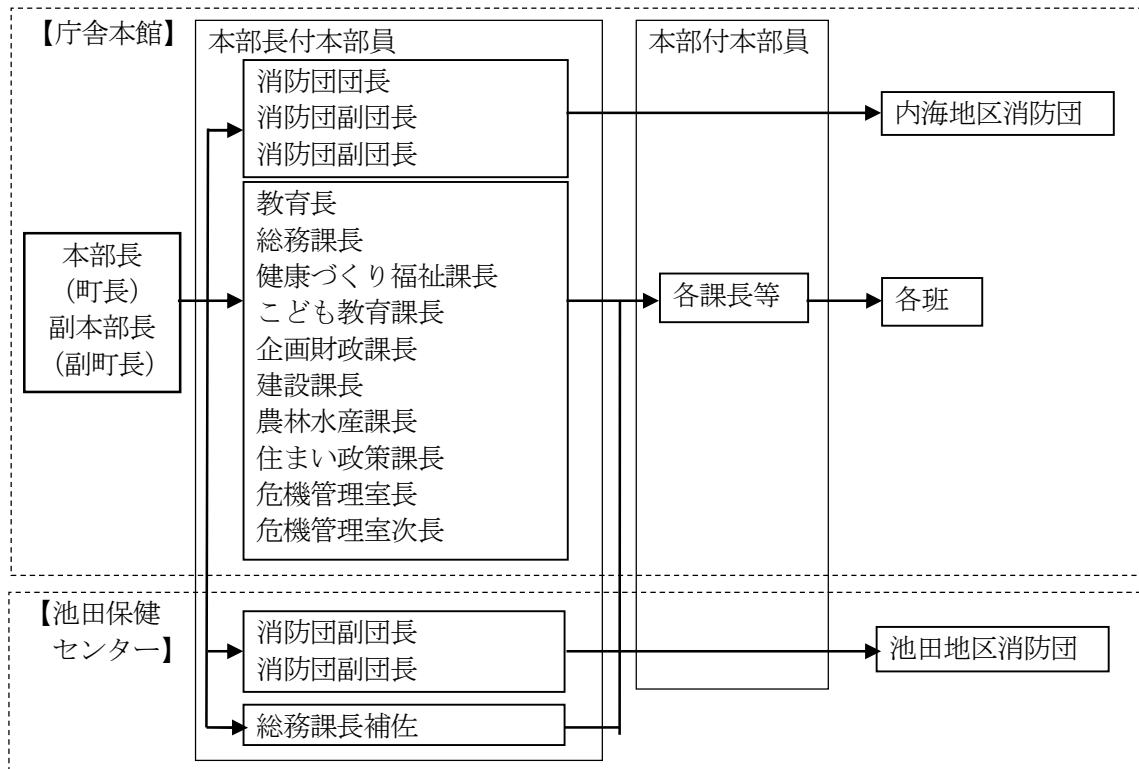 【庁舎本館】
本部長付本部員
本部付本部員
消防団団長
消防団副団長
消防団副団長
内海地区消防団
教育長
総務課長
健康づくり福祉課長
こども教育課長
企画財政課長
建設課長
農林水産課長
住まい政策課長
危機管理室長
危機管理室次長
本部長
（町長）
副本部長
（副町長）
各課長等
各班
【池田保健
センター】
消防団副団長
消防団副団長
池田地区消防団
総務課長補佐